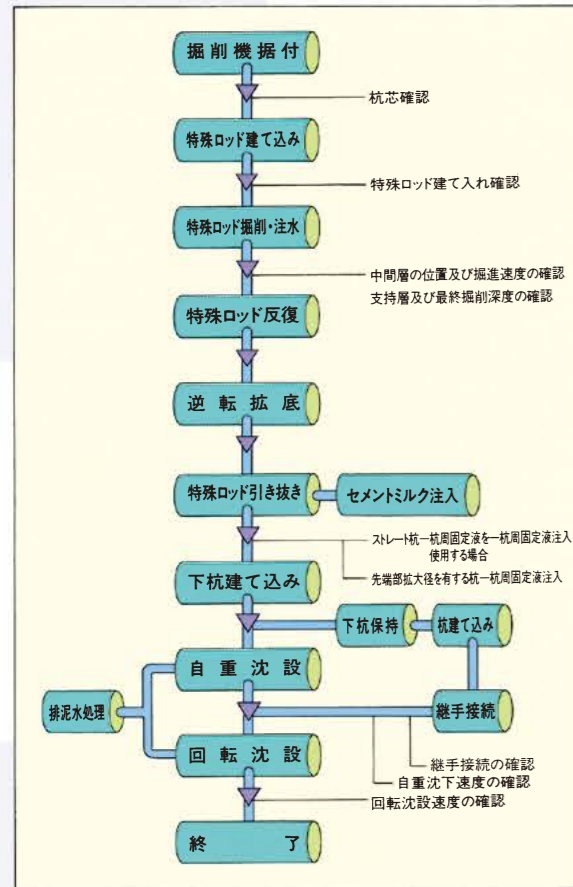 掘削機据付
杭芯確認
特殊ロッド建て込み
特殊ロッド建て入れ確認
特殊ロッド掘削・注水
中間層の位置及び掘進速度の確認
支持層及び最終掘削深度の確認
特殊ロッド反復
逆転拡底
特殊ロッド引き抜き
セメントミルク注入
ストレート杭ー杭周固定液を一杭周固定液注入
使用する場合
先端部拡大径を有する杭ー杭周固定液注入
下杭建て込み
下杭保持
杭建て込み
自重沈設
排泥水処理
継手接続
回転沈設
継手接続の確認
自重沈下速度の確認
回転沈設速度の確認
終了